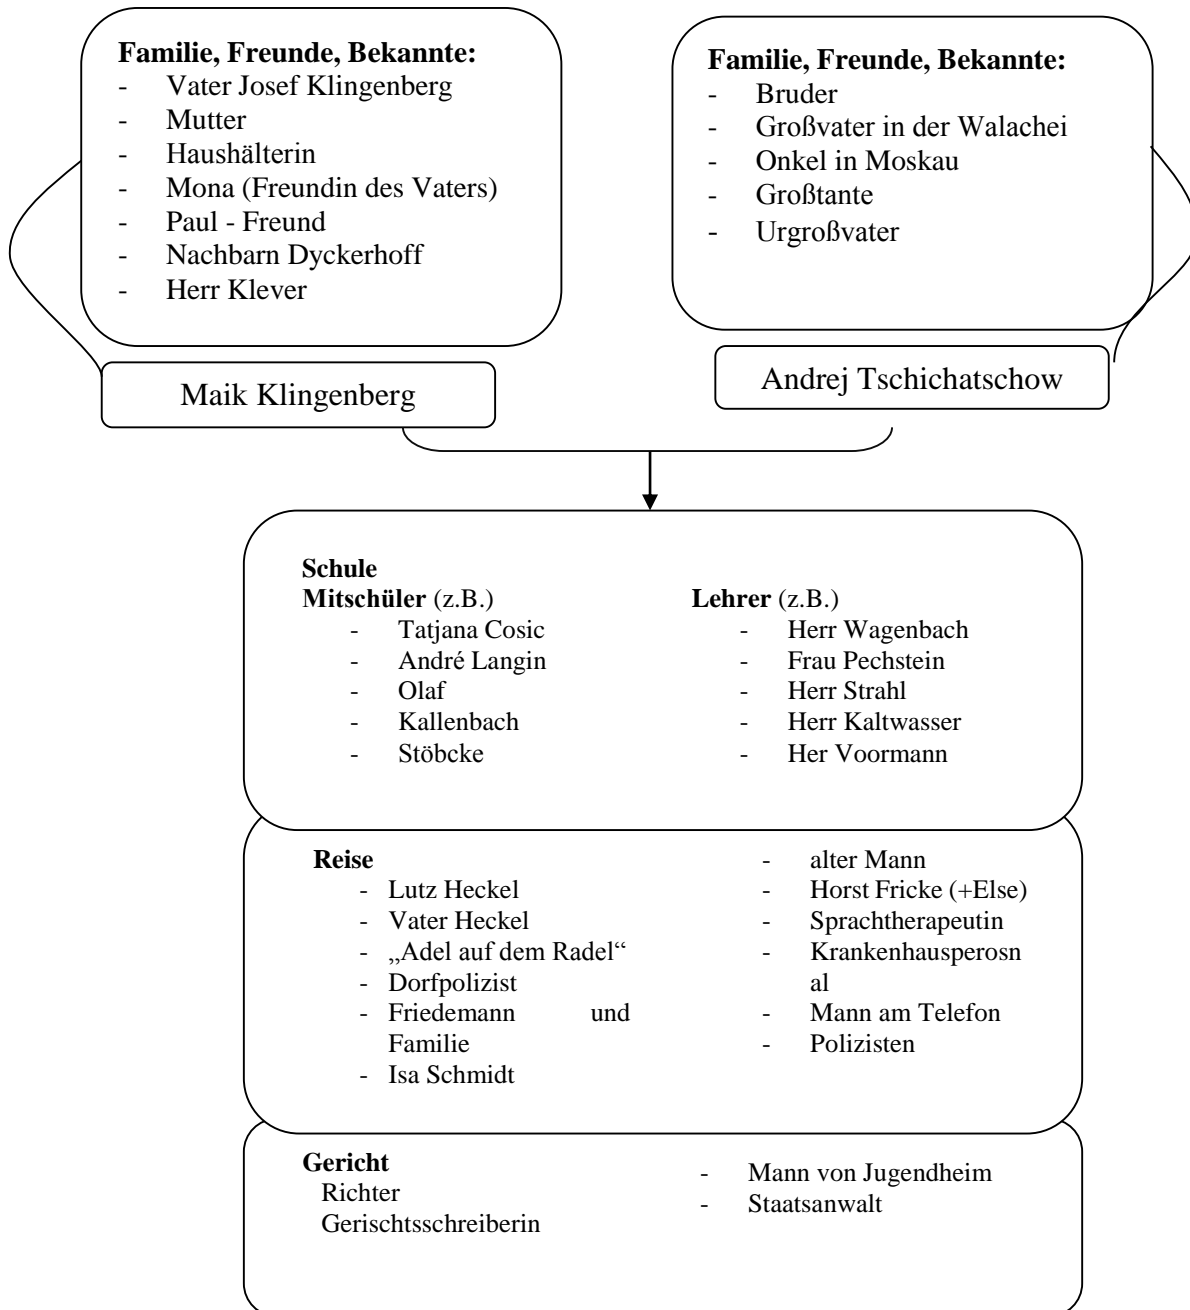 Familie, Freunde, Bekannte:
- Vater Josef Klingenberg
- Mutter
- Haushälterin
- Mona (Freundin des Vaters)
- Paul - Freund
- Nachbarn Dyckerhoff
- Herr Klever
Familie, Freunde, Bekannte:
- Bruder
- Großvater in der Walachei
- Onkel in Moskau
- Großtante
- Urgroßvater
Maik Klingenberg
Andrej Tschichatschow
Schule
Mitschüler (z.B.)
- Tatjana Cosic
- André Langin
- Olaf
- Kallenbach
- Stöbcke
Lehrer (z.B.)
- Herr Wagenbach
- Frau Pechstein
- Herr Strahl
- Herr Kaltwasser
- Her Voormann
Reise
- Lutz Heckel
- Vater Heckel
- „Adel auf dem Radel“
- Dorfpolizist
- Friedemann und
Familie
- Isa Schmidt
- alter Mann
- Horst Fricke (+Else)
- Sprachtherapeutin
- Krankenhausperosn
al
- Mann am Telefon
- Polizisten
Gericht
Richter
Gerischtsschreiberin
- Mann von Jugendheim
- Staatsanwalt